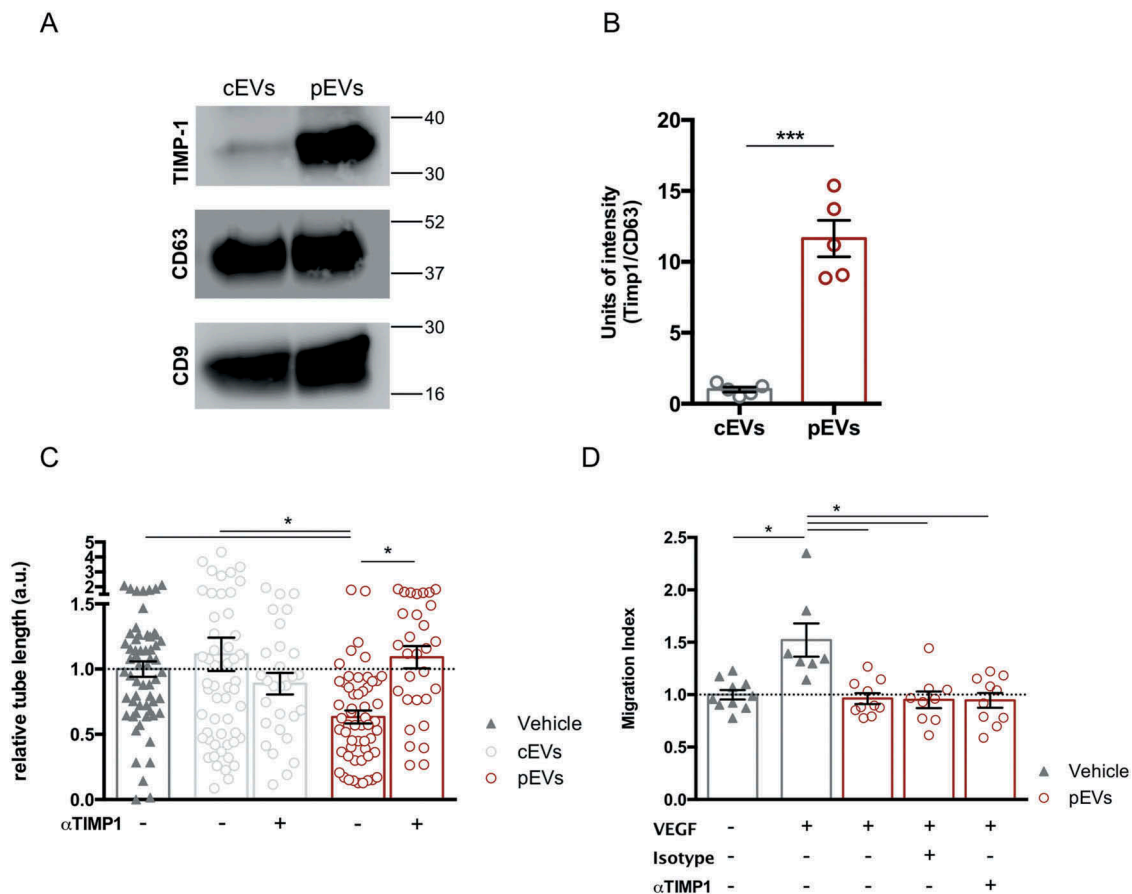 A
cEVs pEVs
TIMP-1
40
30
CD63
52
37
CD9
30
16
B
Units of intensity
(Timp1/CD63)
20
15
10
5
0
***
cEVs pEVs
C
relative tube length (a.u.)
5
4
3
2
1.5
1.0
0.5
0.0
*
*
Vehicle
cEVs
pEVs
αTIMP1 - - + - +
D
Migration Index
2.5
2.0
1.5
1.0
0.5
0.0
*
*
Vehicle
pEVs
VEGF - + + + +
Isotype - - - + -
αTIMP1 - - - - +